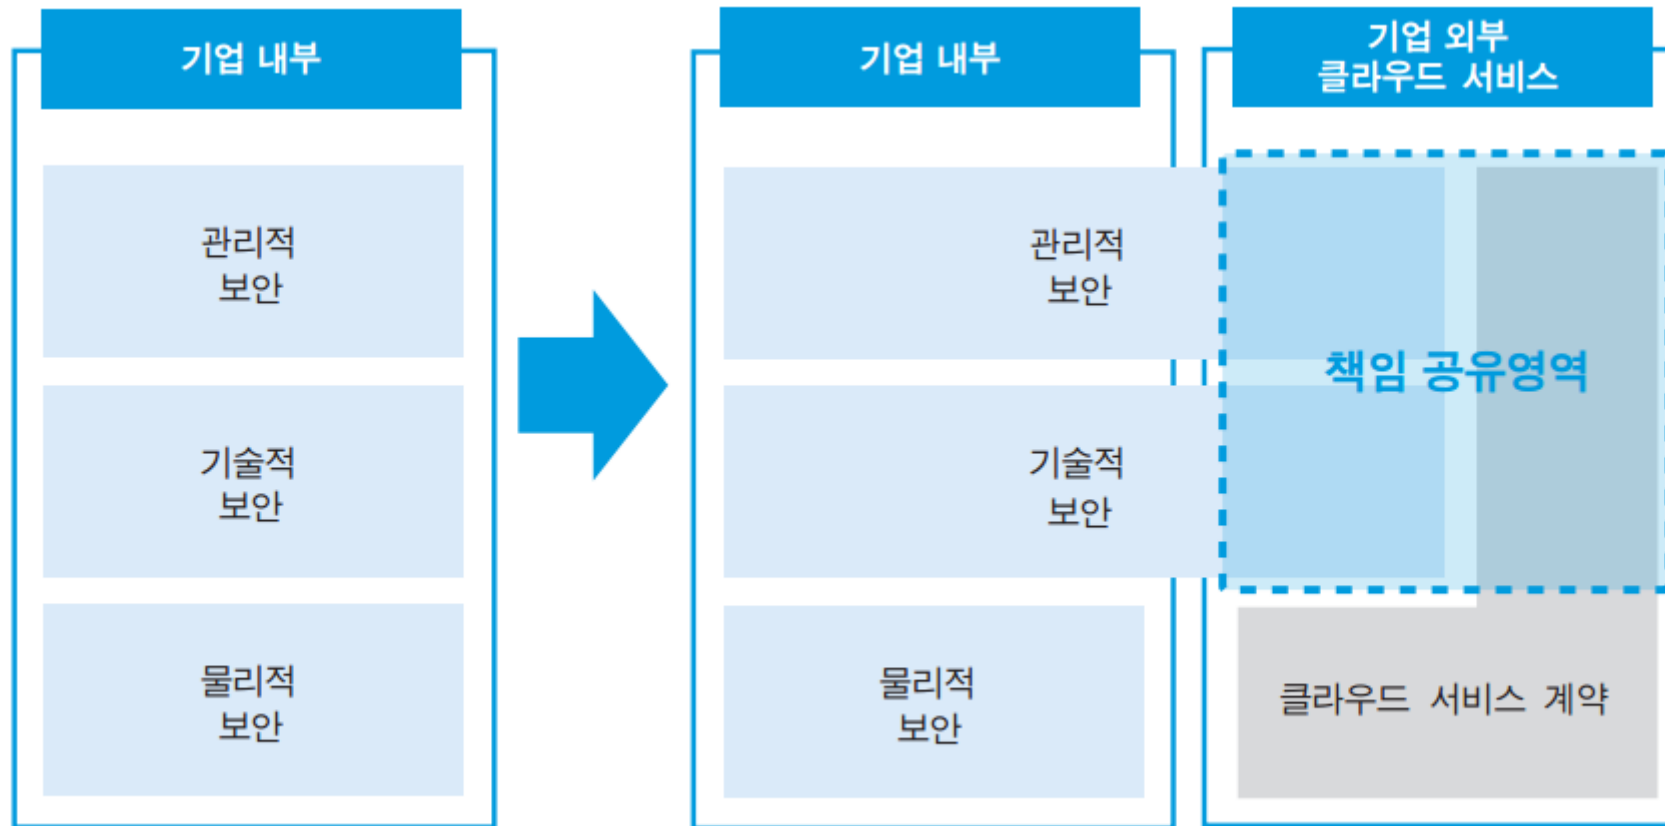 기업 내부
관리적
보안
기술적
보안
물리적
보안
기업 내부
관리적
보안
기술적
보안
물리적
보안
기업 외부
클라우드 서비스
책임 공유영역
클라우드 서비스 계약